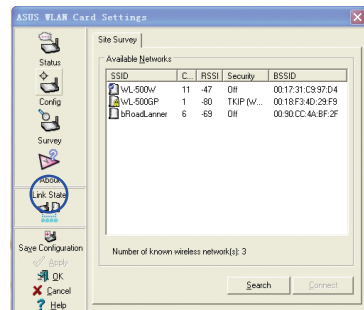 ASUS WLAN Card Settings
Status
Config
Survey
About
Link State
Save Configuration
Apply
OK
Cancel
Help
Site Survey
Available Networks
SSID C... RSSI Security BSSID
WL-500W 11 -47 Off 00:17:31:C9:97:D4
WL-500GP 1 -80 TKIP (W... 00:18:F3:4D:29:F9
bRoadLanner 6 -69 Off 00:90:CC:4A:BF:2F
Number of known wireless network(s): 3
Search Connect